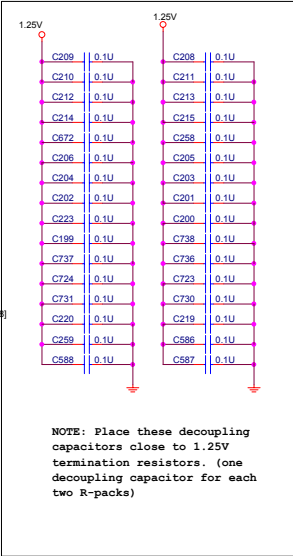 1.25V
1.25V
C209 0.1U C208 0.1U
C210 0.1U C211 0.1U
C212 0.1U C213 0.1U
C214 0.1U C215 0.1U
C672 0.1U C258 0.1U
C206 0.1U C205 0.1U
C204 0.1U C203 0.1U
C202 0.1U C201 0.1U
C223 0.1U C200 0.1U
C199 0.1U C738 0.1U
C737 0.1U C736 0.1U
C724 0.1U C723 0.1U
C731 0.1U C730 0.1U
C220 0.1U C219 0.1U
C259 0.1U C586 0.1U
C588 0.1U C587 0.1U
NOTE: Place these decoupling
capacitors close to 1.25V
termination resistors. (one
decoupling capacitor for each
two R-packs)